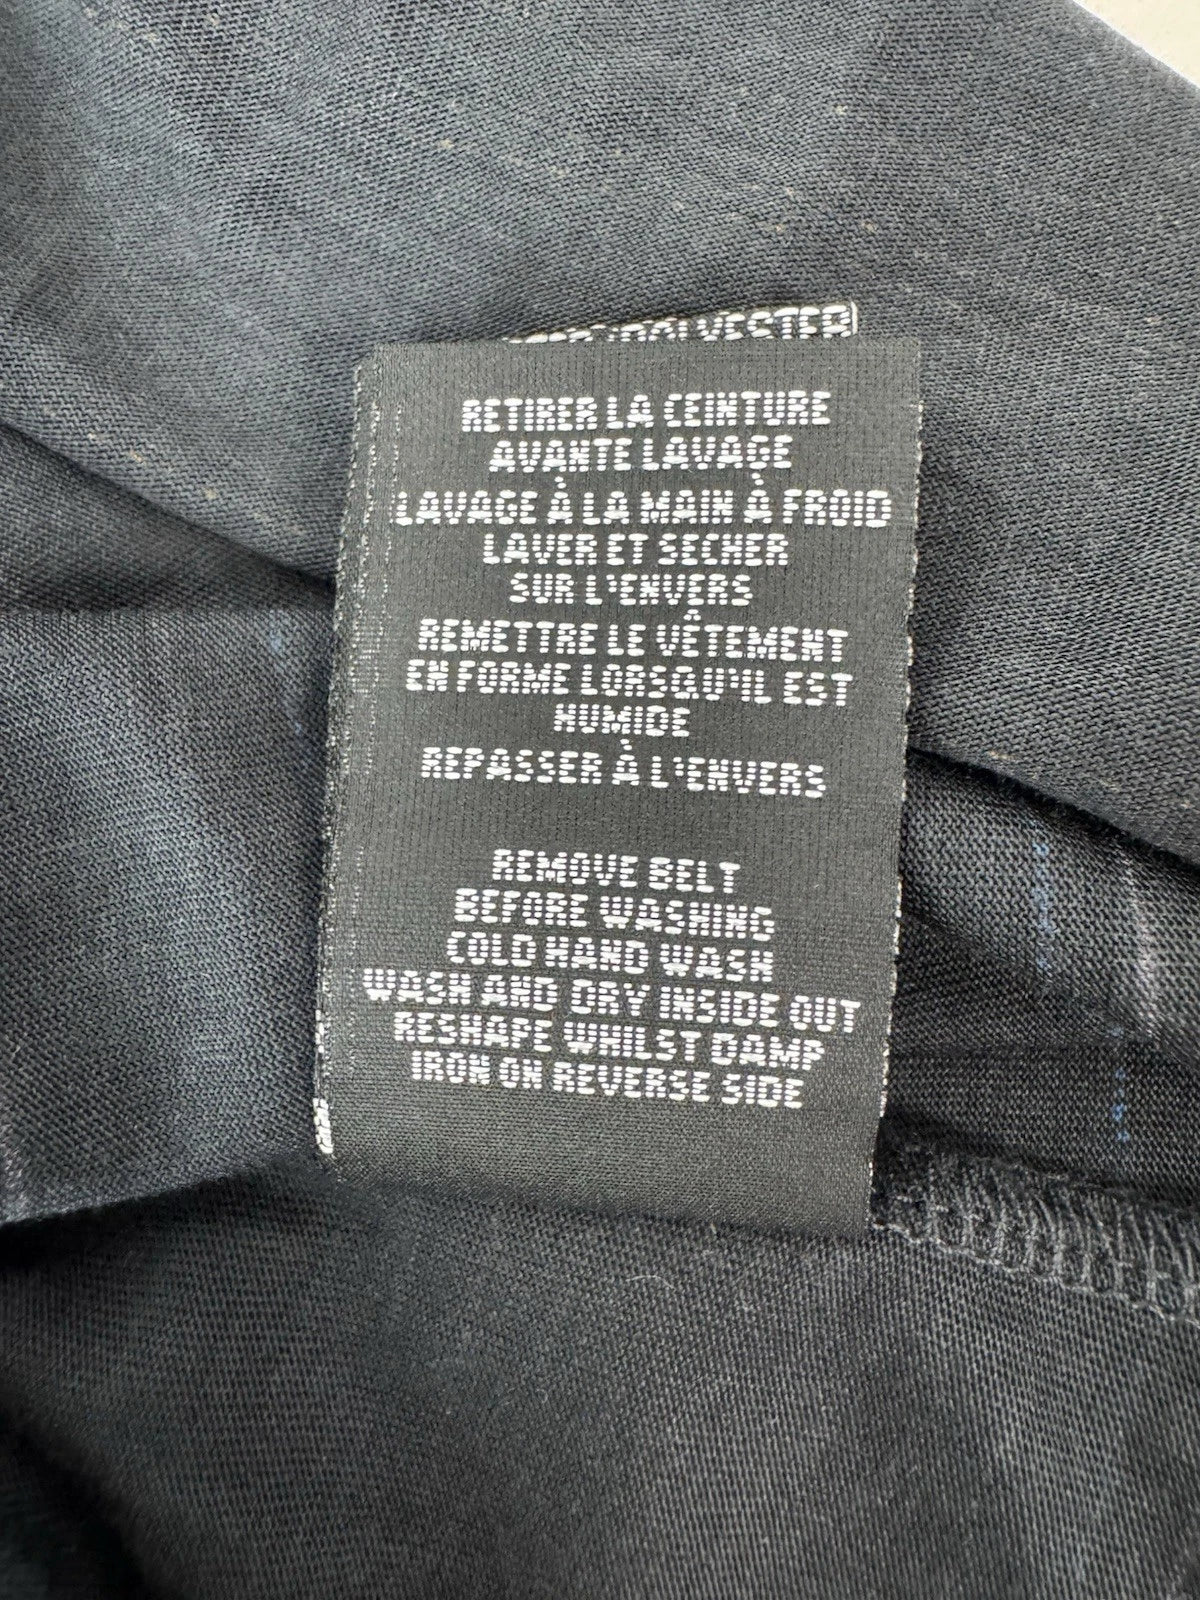 POLYESTER
RETIRER LA CEINTURE
AVANTE LAVAGE
LAVAGE À LA MAIN À FROID
LAVER ET SECHER
SUR L'ENVERS
REMETTRE LE VÊTEMENT
EN FORME LORSQU'IL EST
HUMIDE
REPASSER À L'ENVERS
REMOVE BELT
BEFORE WASHING
COLD HAND WASH
WASH AND DRY INSIDE OUT
RESHAPE WHILST DAMP
IRON ON REVERSE SIDE